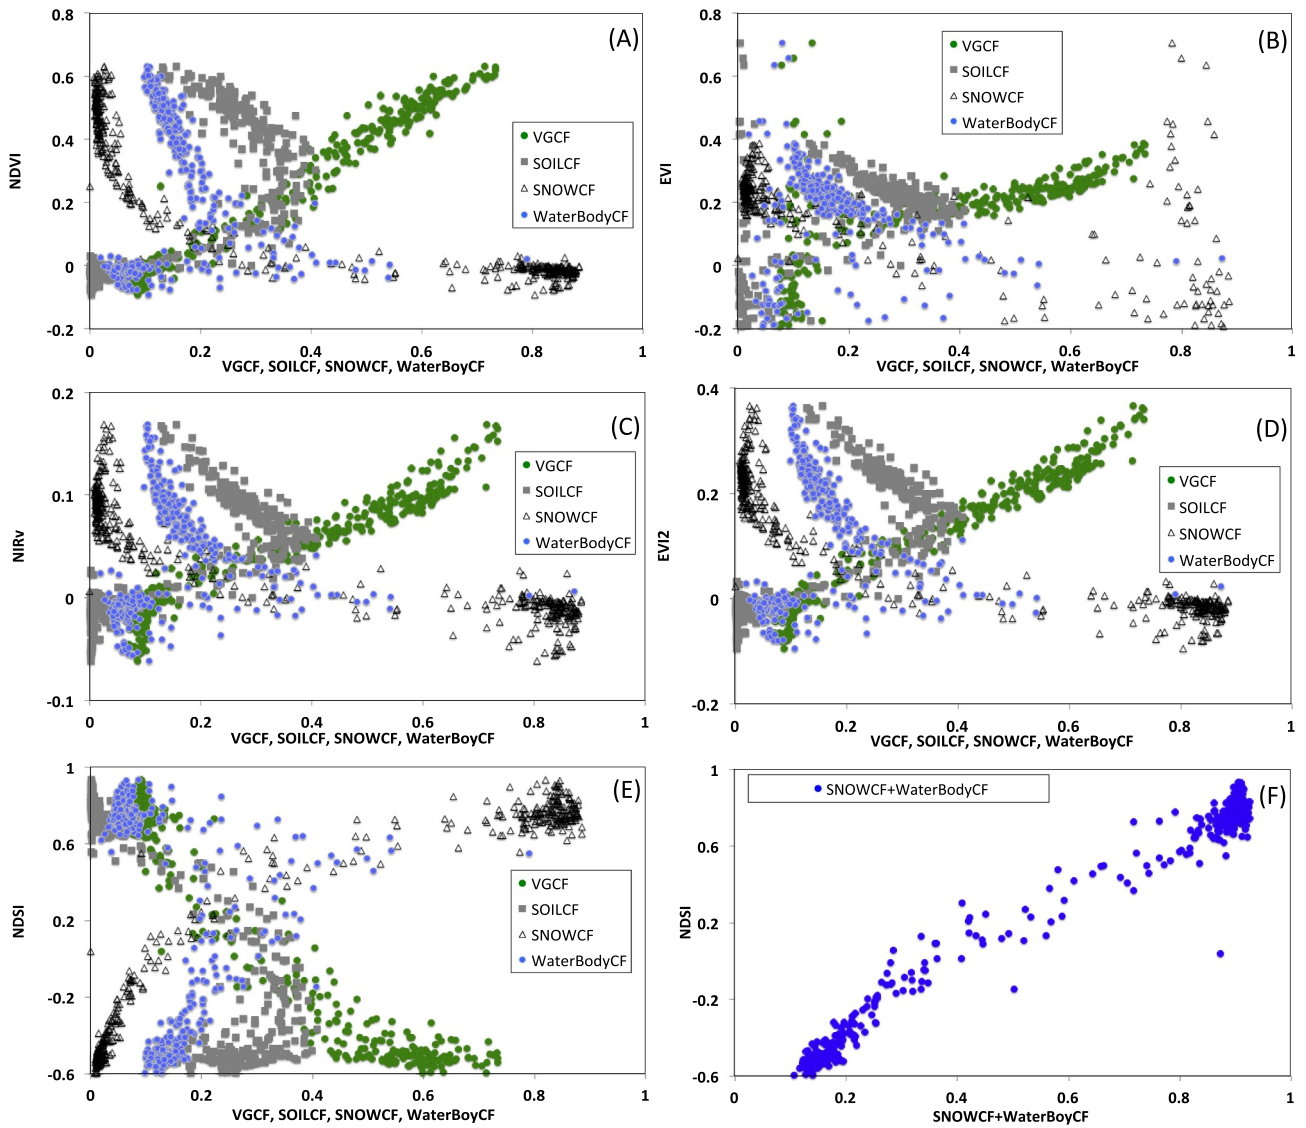 0.8
0.6
0.4
0.2
0
-0.2
NDVI
(A)
VGCF
SOILCF
SNOWCF
WaterBodyCF
0 0.2 0.4 0.6 0.8 1
VGCF, SOILCF, SNOWCF, WaterBoyCF
0.8
0.6
0.4
0.2
0
-0.2
EVI
(B)
VGCF
SOILCF
SNOWCF
WaterBodyCF
0 0.2 0.4 0.6 0.8 1
VGCF, SOILCF, SNOWCF, WaterBoyCF
0.2
0.1
0
-0.1
NIRv
(C)
VGCF
SOILCF
SNOWCF
WaterBodyCF
0 0.2 0.4 0.6 0.8 1
VGCF, SOILCF, SNOWCF, WaterBoyCF
0.4
0.2
0
-0.2
EVI2
(D)
VGCF
SOILCF
SNOWCF
WaterBodyCF
0 0.2 0.4 0.6 0.8 1
VGCF, SOILCF, SNOWCF, WaterBoyCF
1
0.6
0.2
-0.2
-0.6
NDSI
(E)
VGCF
SOILCF
SNOWCF
WaterBodyCF
0 0.2 0.4 0.6 0.8 1
VGCF, SOILCF, SNOWCF, WaterBoyCF
1
0.6
0.2
-0.2
-0.6
NDSI
SNOWCF+WaterBodyCF
(F)
0 0.2 0.4 0.6 0.8 1
SNOWCF+WaterBoyCF